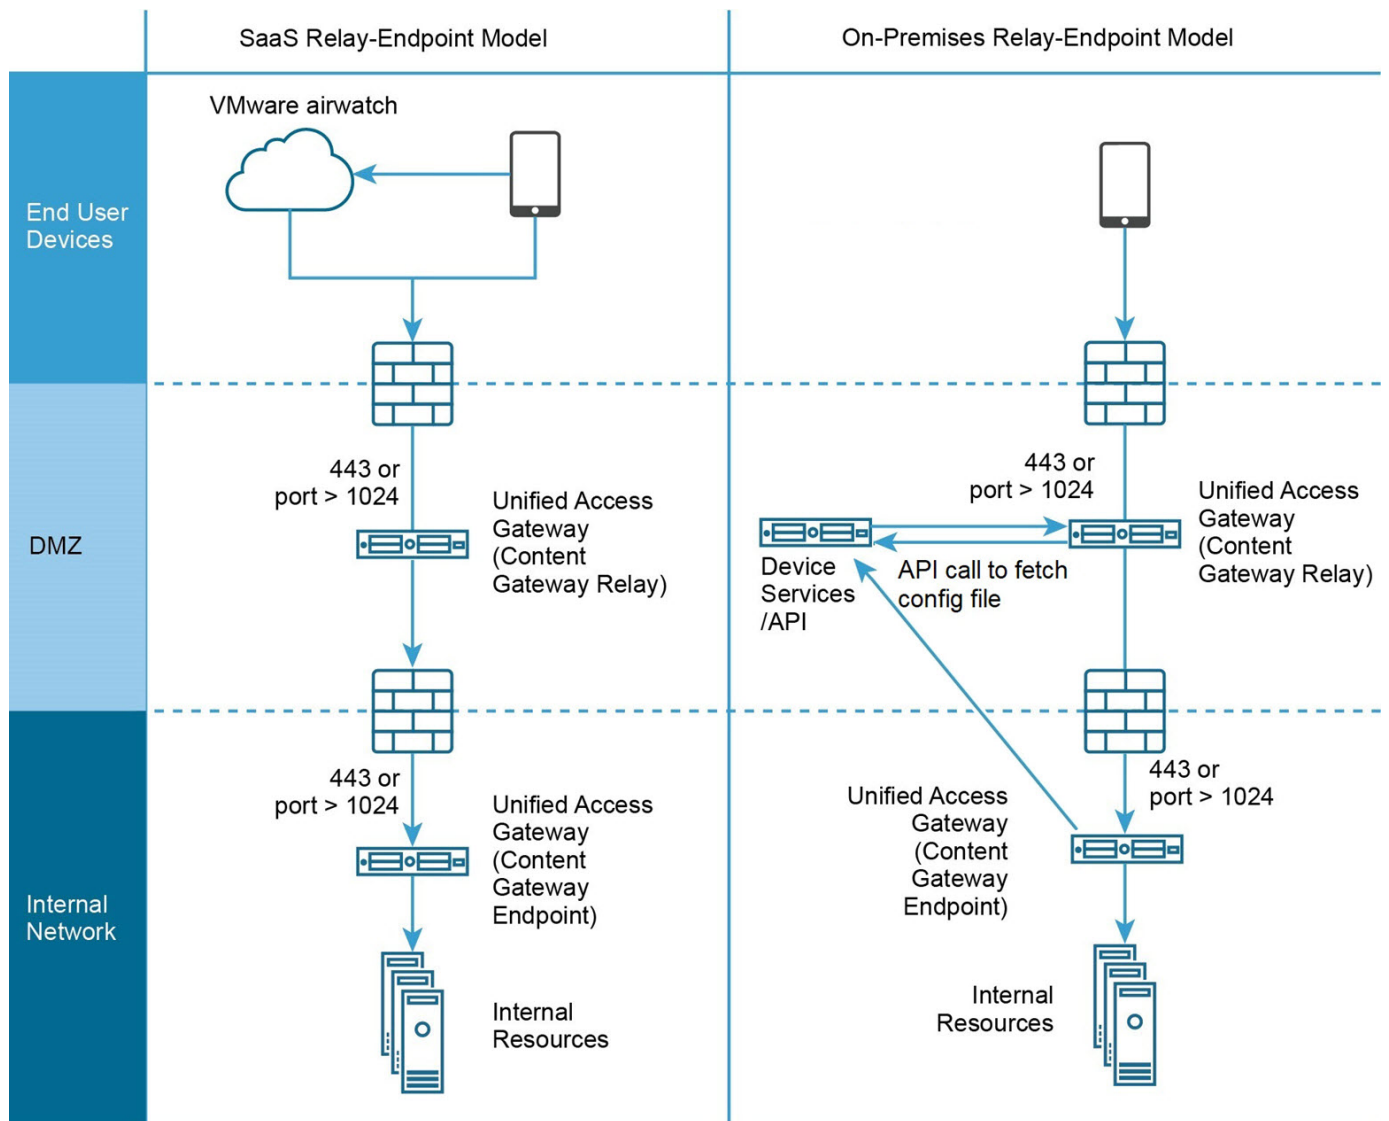 SaaS Relay-Endpoint Model
On-Premises Relay-Endpoint Model
End User
Devices
VMware airwatch
DMZ
443 or
port > 1024
Unified Access
Gateway
(Content
Gateway Relay)
443 or
port > 1024
Unified Access
Gateway
(Content
Gateway Relay)
Device
Services
/API
API call to fetch
config file
Internal
Network
443 or
port > 1024
Unified Access
Gateway
(Content
Gateway
Endpoint)
Internal
Resources
443 or
port > 1024
Unified Access
Gateway
(Content
Gateway
Endpoint)
Internal
Resources